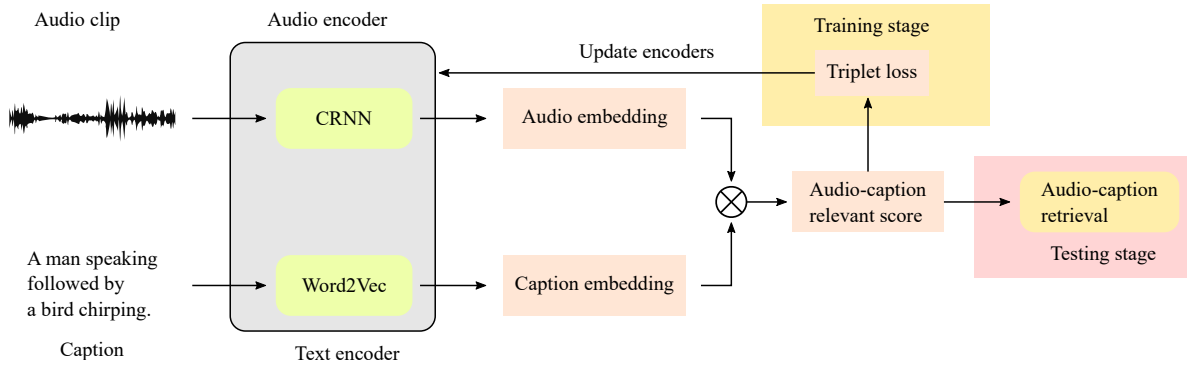 Audio clip
Audio encoder
Training stage
Update encoders
Triplet loss
CRNN
Audio embedding
Audio-caption
relevant score
Audio-caption
retrieval
Testing stage
A man speaking
followed by
a bird chirping.
Word2Vec
Caption embedding
Caption
Text encoder